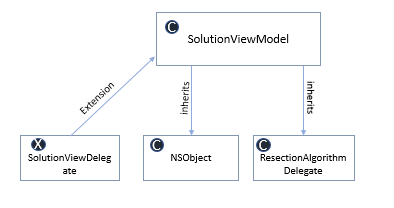 C
SolutionViewModel
Extension
inherits
inherits
X
SolutionViewDeleg
ate
C
NSObject
C
ResectionAlgorithm
Delegate